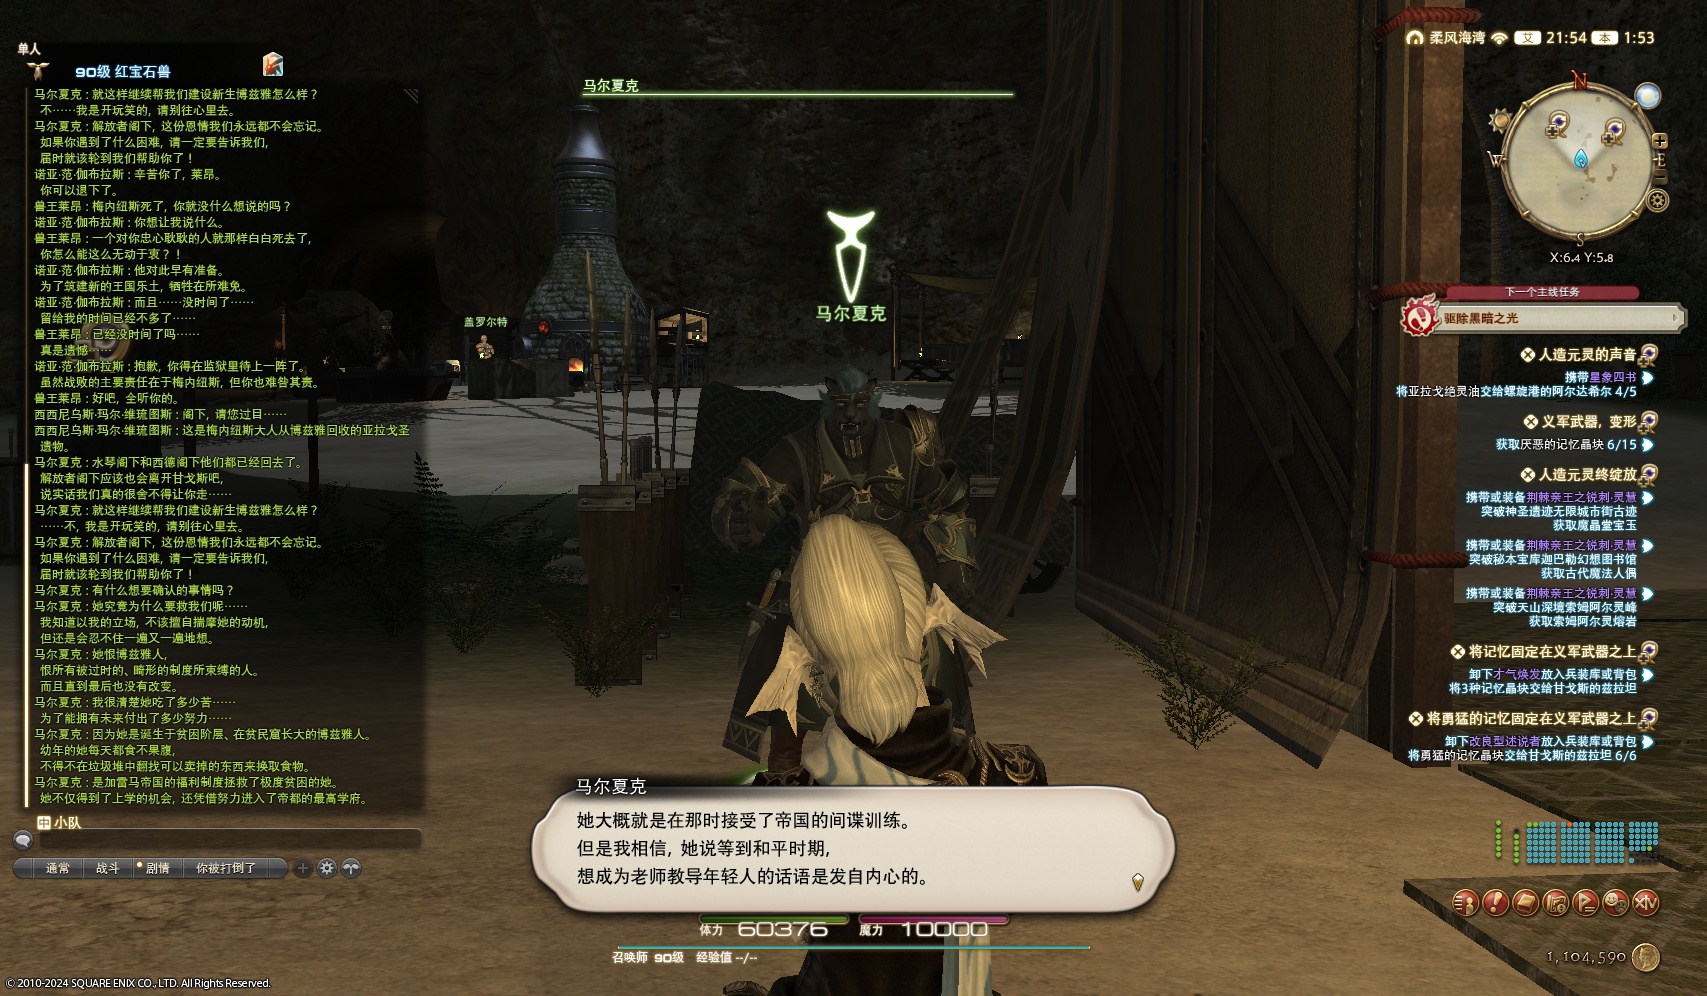 单人
90级 红宝石兽
马尔夏克：就这样继续帮我们建设新生博兹雅怎么样？
不……我是开玩笑的，请别往心里去。
马尔夏克：解放者阁下，这份恩情我们永远都不会忘记。
如果你遇到了什么困难，请一定要告诉我们，
届时就该轮到我们帮助你了！
诺亚·范·伽布拉斯：辛苦你了，莱昂。
你可以退下了。
兽王莱昂：梅内纽斯死了，你就没什么想说的吗？
诺亚·范·伽布拉斯：你想让我说什么。
兽王莱昂：一个对你忠心耿耿的人就那样白白死去了，
你怎么能这么无动于衷？！
诺亚·范·伽布拉斯：他对此早有准备。
为了筑建新的王国乐土，牺牲在所难免。
诺亚·范·伽布拉斯：而且……没时间了……
留给我的时间已经不多了……
兽王莱昂：已经没时间了吗……
真是遗憾……
诺亚·范·伽布拉斯：抱歉，你得在监狱里待上一阵了。
虽然战败的主要责任在于梅内纽斯，但你也难咎其责。
兽王莱昂：好吧，全听你的。
西西尼乌斯·玛尔·维琉图斯：阁下，请您过目……
西西尼乌斯·玛尔·维琉图斯：这是梅内纽斯大人从博兹雅回收的亚拉戈圣
遗物。
马尔夏克：水琴阁下和西德阁下他们都已经回去了。
解放者阁下应该也会离开甘戈斯吧，
说实话我们真的很舍不得让你走……
马尔夏克：就这样继续帮我们建设新生博兹雅怎么样？
……不，我是开玩笑的，请别往心里去。
马尔夏克：解放者阁下，这份恩情我们永远都不会忘记。
如果你遇到了什么困难，请一定要告诉我们，
届时就该轮到我们帮助你了！
马尔夏克：有什么想要确认的事情吗？
马尔夏克：她究竟为什么要救我们呢……
我知道以我的立场，不该擅自揣摩她的动机，
但还是会忍不住一遍又一遍地想。
马尔夏克：她恨博兹雅人，
恨所有被过时的、畸形的制度所束缚的人。
而且直到最后也没有改变。
马尔夏克：我很清楚她吃了多少苦……
为了能拥有未来付出了多少努力……
马尔夏克：因为她是诞生于贫困阶层、在贫民窟长大的博兹雅人。
幼年的她每天都食不果腹，
不得不在垃圾堆中翻找可以卖掉的东西来换取食物。
马尔夏克：是加雷马帝国的福利制度拯救了极度贫困的她。
她不仅得到了上学的机会，还凭借努力进入了帝都的最高学府。
小队
通常 战斗 剧情 你被打倒了
© 2010-2024 SQUARE ENIX CO., LTD. All Rights Reserved.
马尔夏克
马尔夏克
盖罗尔特
马尔夏克
她大概就是在那时接受了帝国的间谍训练。
但是我相信，她说等到和平时期，
想成为老师教导年轻人的话语是发自内心的。
体力 60376 魔力 10000
召唤师 90级 经验值 --/--
柔风海湾 艾 21:54 本 1:53
N
W E
S
X:6.4 Y:5.8
下一个主线任务
驱除黑暗之光
人造元灵的声音
携带星象四书
将亚拉戈绝灵油交给螺旋港的阿尔达希尔 4/5
义军武器，变形
获取厌恶的记忆晶块 6/15
人造元灵终绽放
携带或装备荆棘亲王之锐刺·灵慧
突破神圣遗迹无限城市街古迹
获取魔晶堂宝玉
携带或装备荆棘亲王之锐刺·灵慧
突破秘本宝库迦巴勒幻想图书馆
获取古代魔法人偶
携带或装备荆棘亲王之锐刺·灵慧
突破天山深境索姆阿尔灵峰
获取索姆阿尔灵熔岩
将记忆固定在义军武器之上
卸下才气焕发放入兵装库或背包
将3种记忆晶块交给甘戈斯的兹拉坦
将勇猛的记忆固定在义军武器之上
卸下改良型述说者放入兵装库或背包
将勇猛的记忆晶块交给甘戈斯的兹拉坦 6/6
XIV
1,104,590